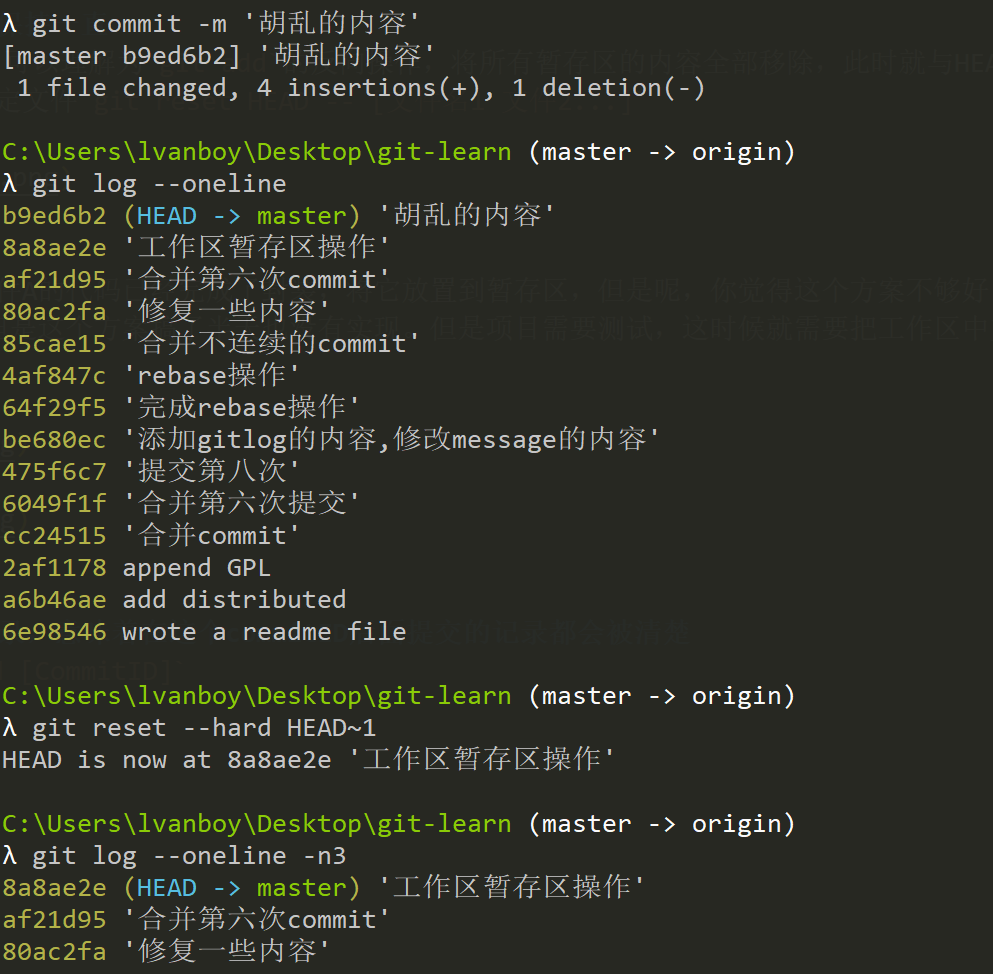 λ git commit -m '胡乱的内容'
[master b9ed6b2] '胡乱的内容'
 1 file changed, 4 insertions(+), 1 deletion(-)
C:\Users\lvanboy\Desktop\git-learn (master -> origin)
λ git log --oneline
b9ed6b2 (HEAD -> master) '胡乱的内容'
8a8ae2e '工作区暂存区操作'
af21d95 '合并第六次commit'
80ac2fa '修复一些内容'
85cae15 '合并不连续的commit'
4af847c 'rebase操作'
64f29f5 '完成rebase操作'
be680ec '添加gitlog的内容,修改message的内容'
475f6c7 '提交第八次'
6049f1f '合并第六次提交'
cc24515 '合并commit'
2af1178 append GPL
a6b46ae add distributed
6e98546 wrote a readme file
C:\Users\lvanboy\Desktop\git-learn (master -> origin)
λ git reset --hard HEAD~1
HEAD is now at 8a8ae2e '工作区暂存区操作'
C:\Users\lvanboy\Desktop\git-learn (master -> origin)
λ git log --oneline -n3
8a8ae2e (HEAD -> master) '工作区暂存区操作'
af21d95 '合并第六次commit'
80ac2fa '修复一些内容'